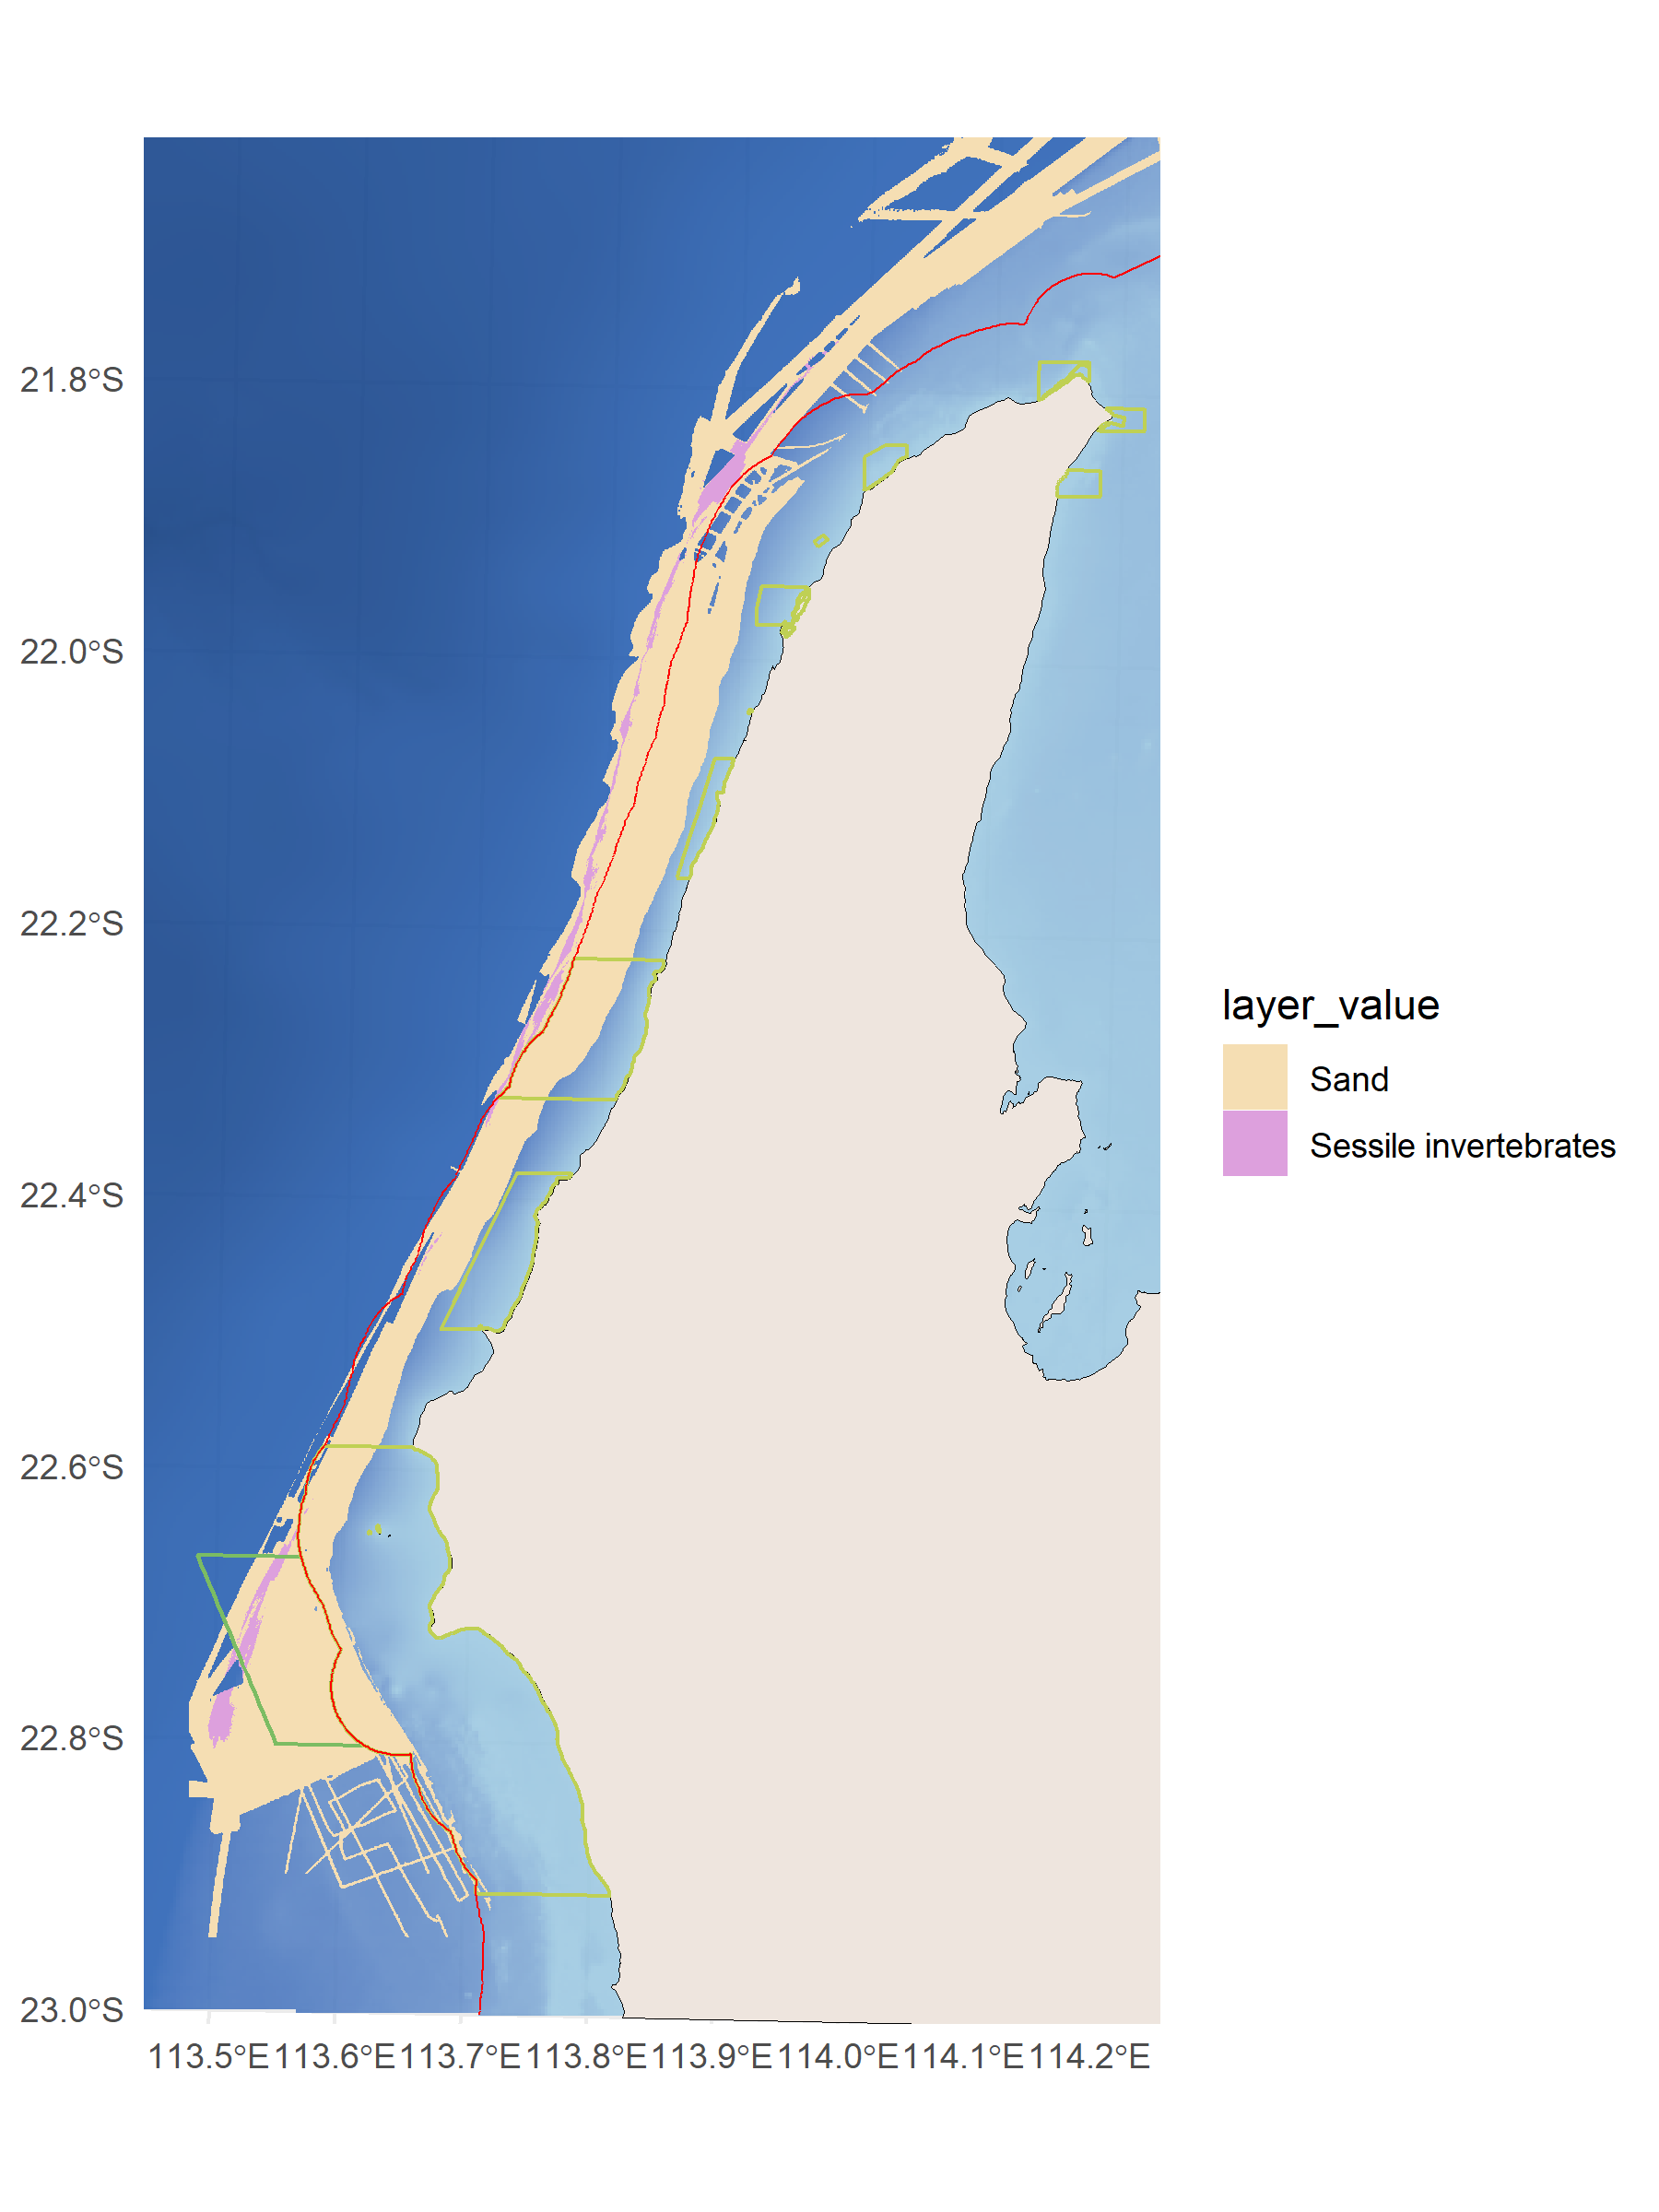 21.8°S
22.0°S
22.2°S
22.4°S
22.6°S
22.8°S
23.0°S
113.5°E 113.6°E 113.7°E 113.8°E 113.9°E 114.0°E 114.1°E 114.2°E
layer_value
Sand
Sessile invertebrates